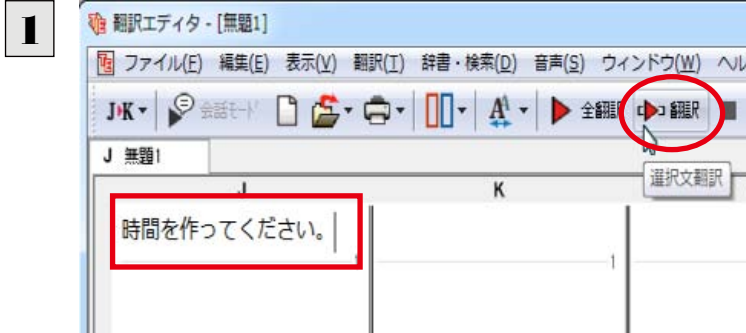 1
翻訳エディタ - [無題1]
ファイル(F) 編集(E) 表示(V) 翻訳(T) 辞書・検索(D) 音声(S) ウィンドウ(W) ヘル
J▸K 会話モード A 全翻訳 翻訳
J 無題1
選択文翻訳
J K
時間を作ってください。
1 1